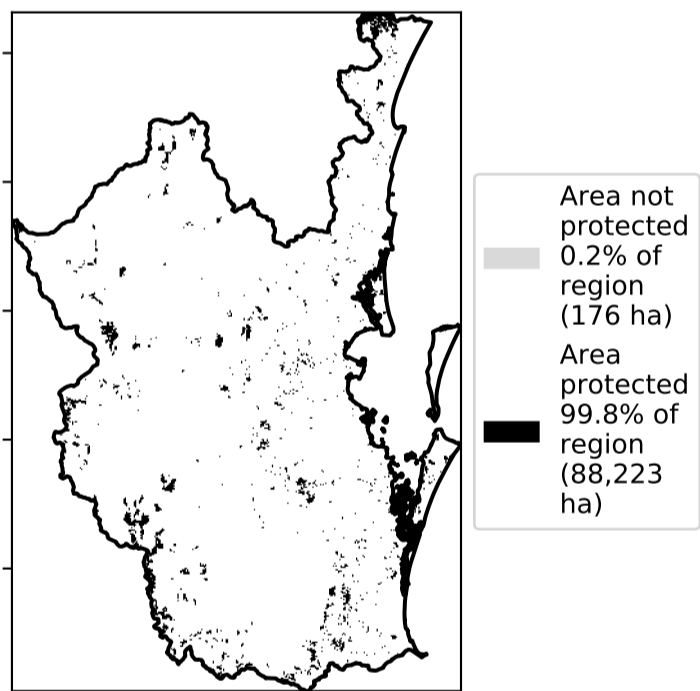 Area not
protected
0.2% of
region
(176 ha)
Area
protected
99.8% of
region
(88,223
ha)